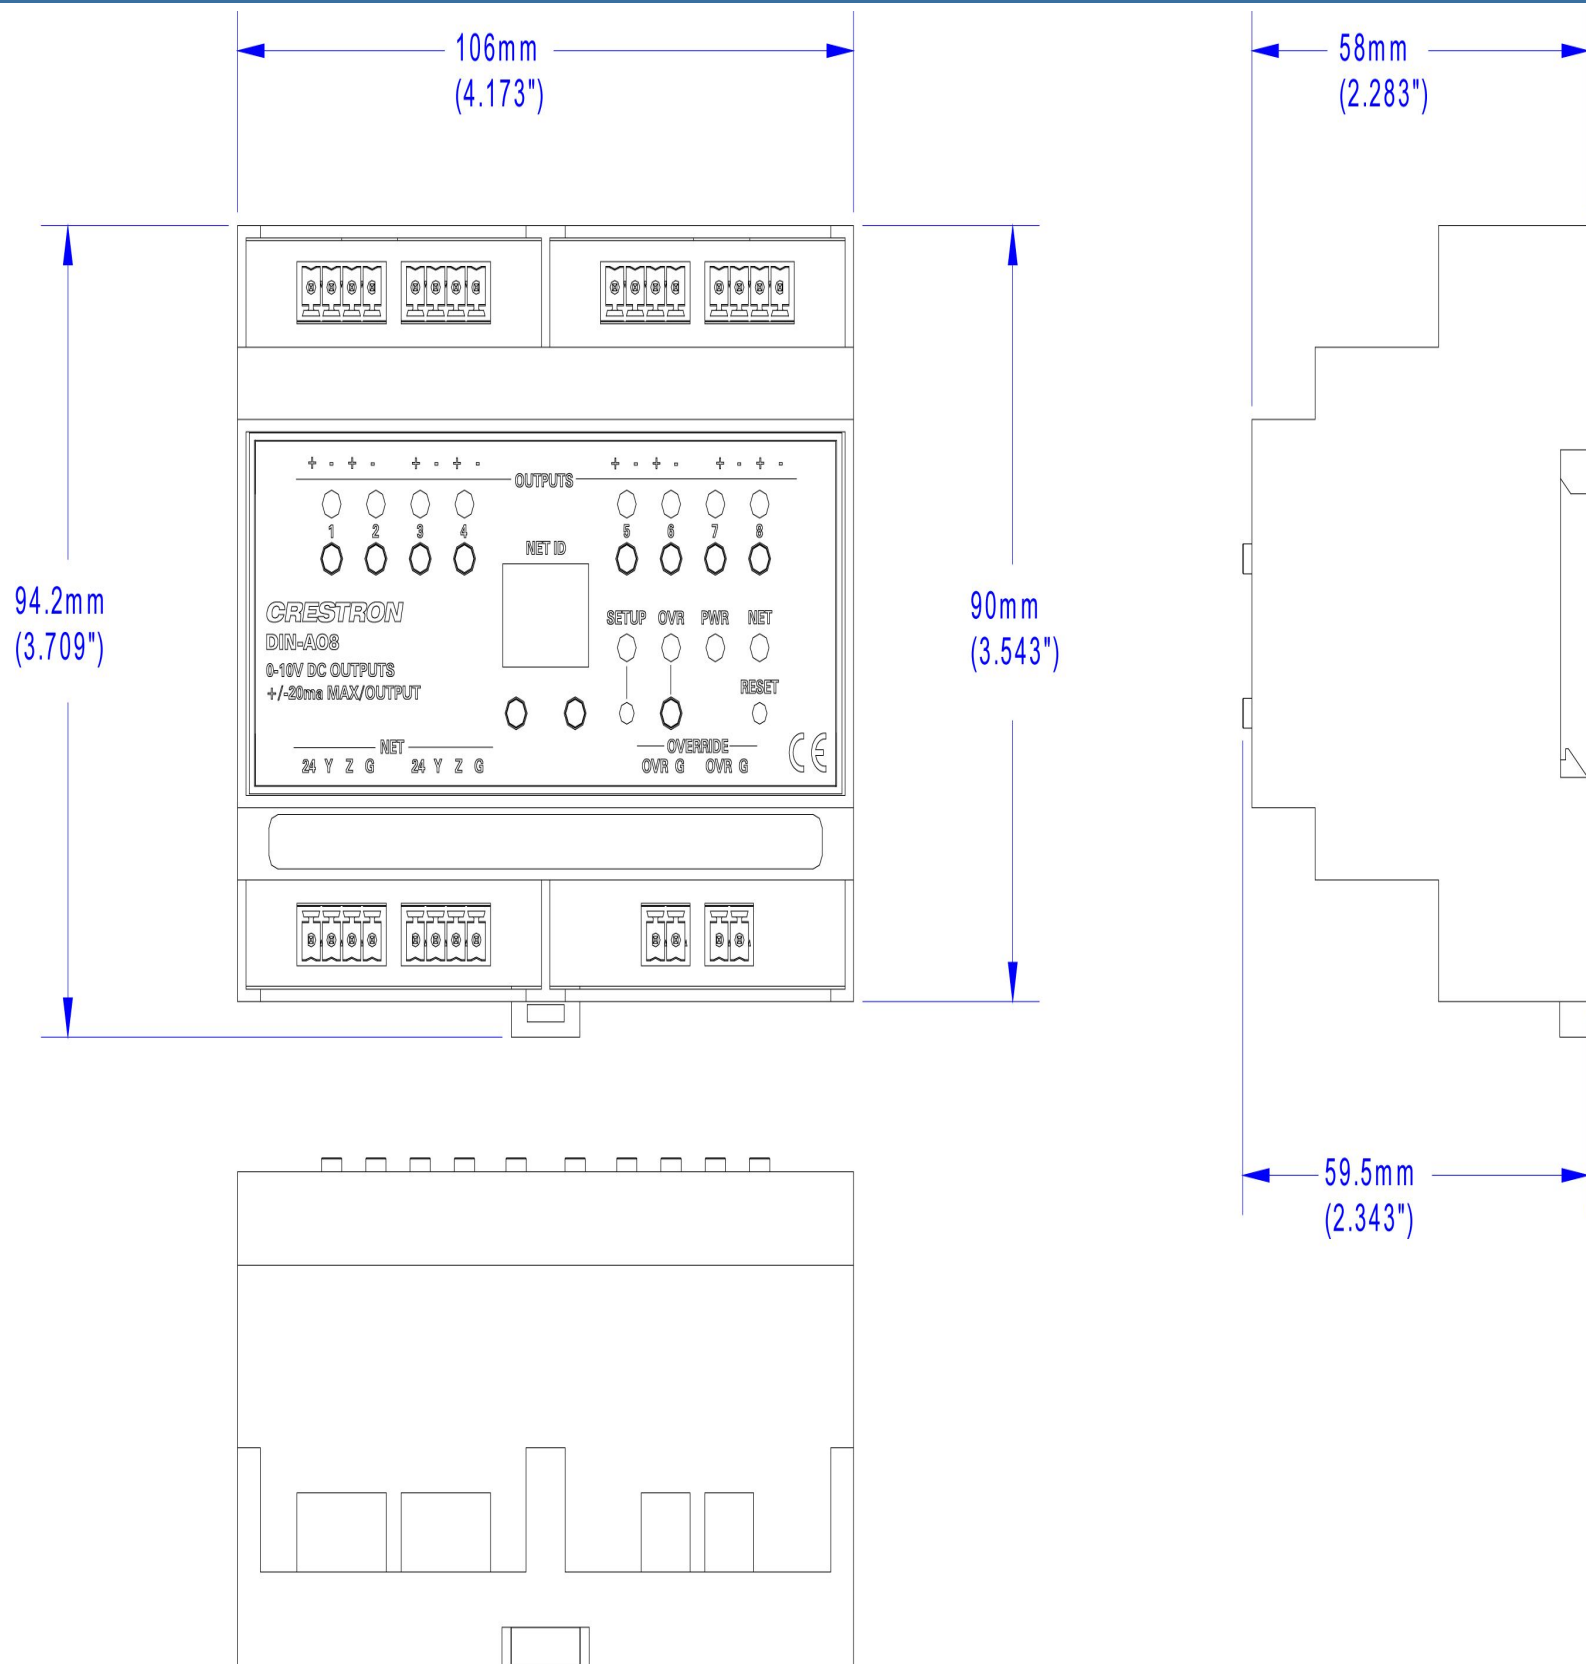 106mm
(4.173")
58mm
(2.283")
+ - + - + - + - + - + - + - + -
OUTPUTS
1 2 3 4 5 6 7 8
NET ID
94.2mm
(3.709")
90mm
(3.543")
CRESTRON
DIN-AO8
0-10V DC OUTPUTS
+/-20ma MAX/OUTPUT
SETUP OVR PWR NET
RESET
NET
24 Y Z G 24 Y Z G
OVERRIDE
OVR G OVR G
CE
59.5mm
(2.343")